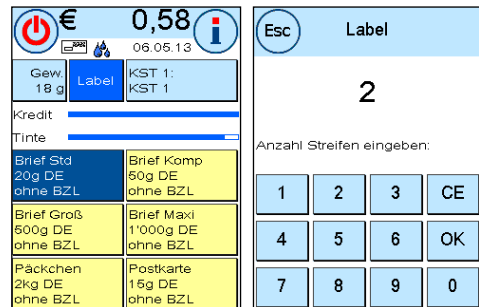 € 0,58
i
06.05.13
Gew.
18 g
Label
KST 1:
KST 1
Kredit
Tinte
Brief Std
20g DE
ohne BZL
Brief Komp
50g DE
ohne BZL
Brief Groß
500g DE
ohne BZL
Brief Maxi
1'000g DE
ohne BZL
Päckchen
2kg DE
ohne BZL
Postkarte
15g DE
ohne BZL
Esc Label
2
Anzahl Streifen eingeben:
1 2 3 CE
4 5 6 OK
7 8 9 0